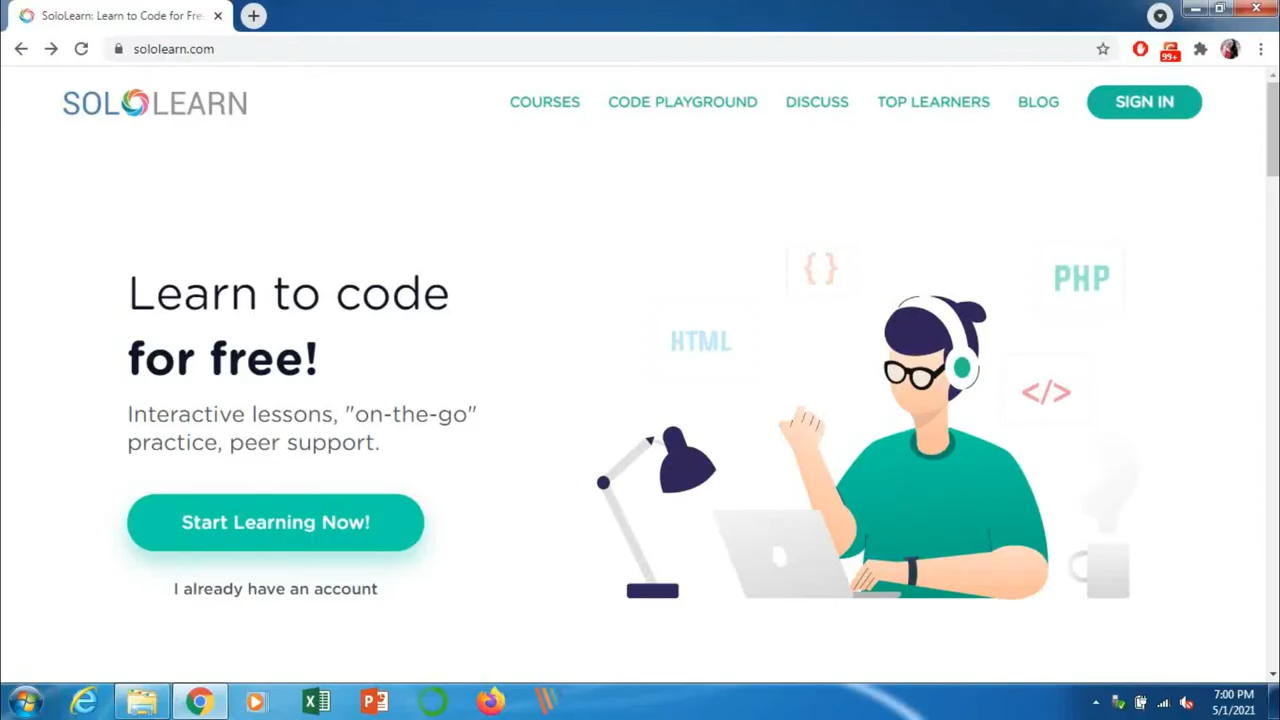 SoloLearn: Learn to Code for Fre
sololearn.com
99+
SOLOLEARN
COURSES
CODE PLAYGROUND
DISCUSS
TOP LEARNERS
BLOG
SIGN IN
Learn to code
for free!
Interactive lessons, "on-the-go"
practice, peer support.
Start Learning Now!
I already have an account
{ }
PHP
HTML
</>
7:00 PM
5/1/2021